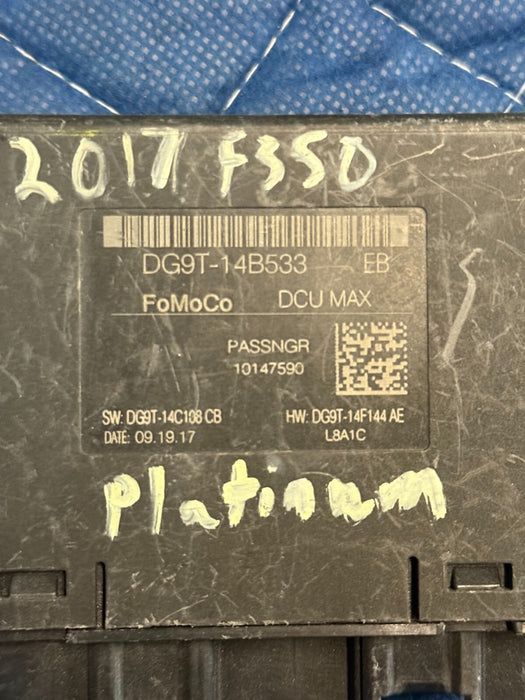 2017 F350
DG9T-14B533 EB
FoMoCo DCU MAX
PASSNGR
10147590
SW: DG9T-14C108 CB HW: DG9T-14F144 AE
DATE: 09.19.17 L8A1C
Platinum